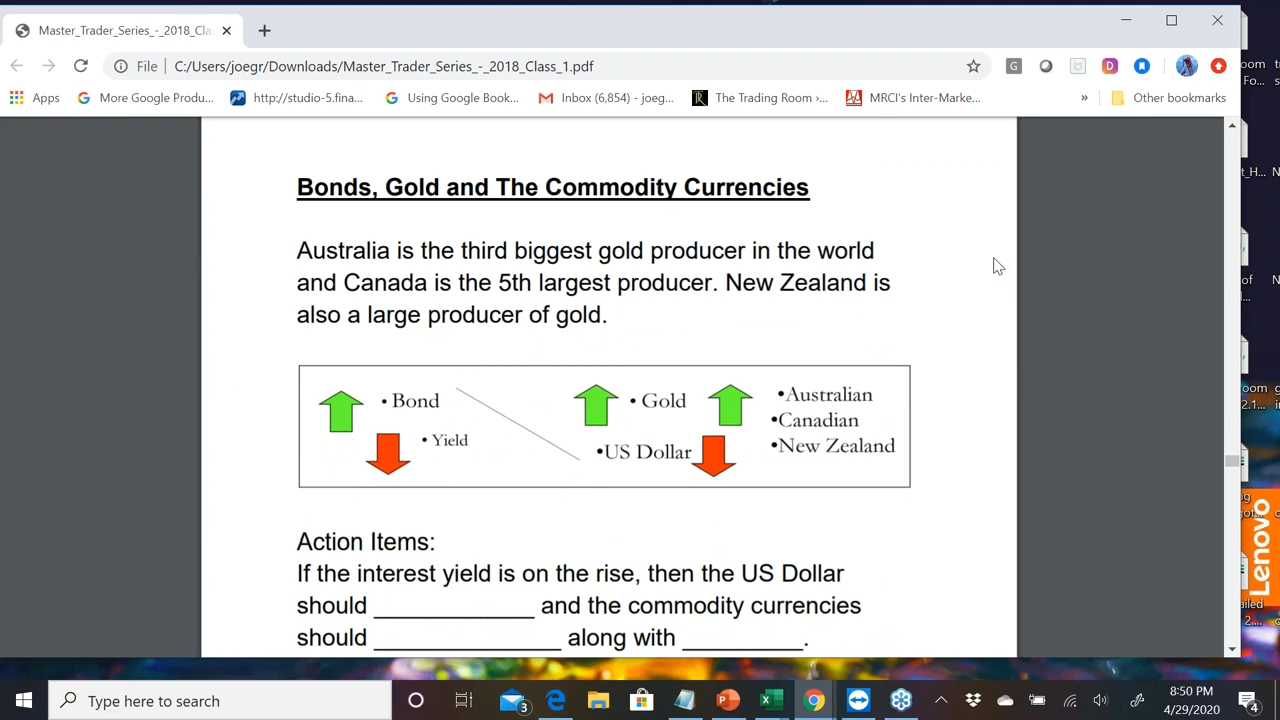 Master_Trader_Series_-_2018_Cla
File
C:/Users/joegr/Downloads/Master_Trader_Series_-_2018_Class_1.pdf
Apps
More Google Produ...
http://studio-5.fina...
Using Google Book...
Inbox (6,854) - joeg...
The Trading Room ›...
MRCI's Inter-Marke...
»
Other bookmarks
Bonds, Gold and The Commodity Currencies
Australia is the third biggest gold producer in the world
and Canada is the 5th largest producer. New Zealand is
also a large producer of gold.
• Bond
• Yield
• Gold
•US Dollar
•Australian
•Canadian
•New Zealand
Action Items:
If the interest yield is on the rise, then the US Dollar
should ____________ and the commodity currencies
should ______________ along with _________.
Lenovo
Type here to search
3
8:50 PM
4/29/2020
4